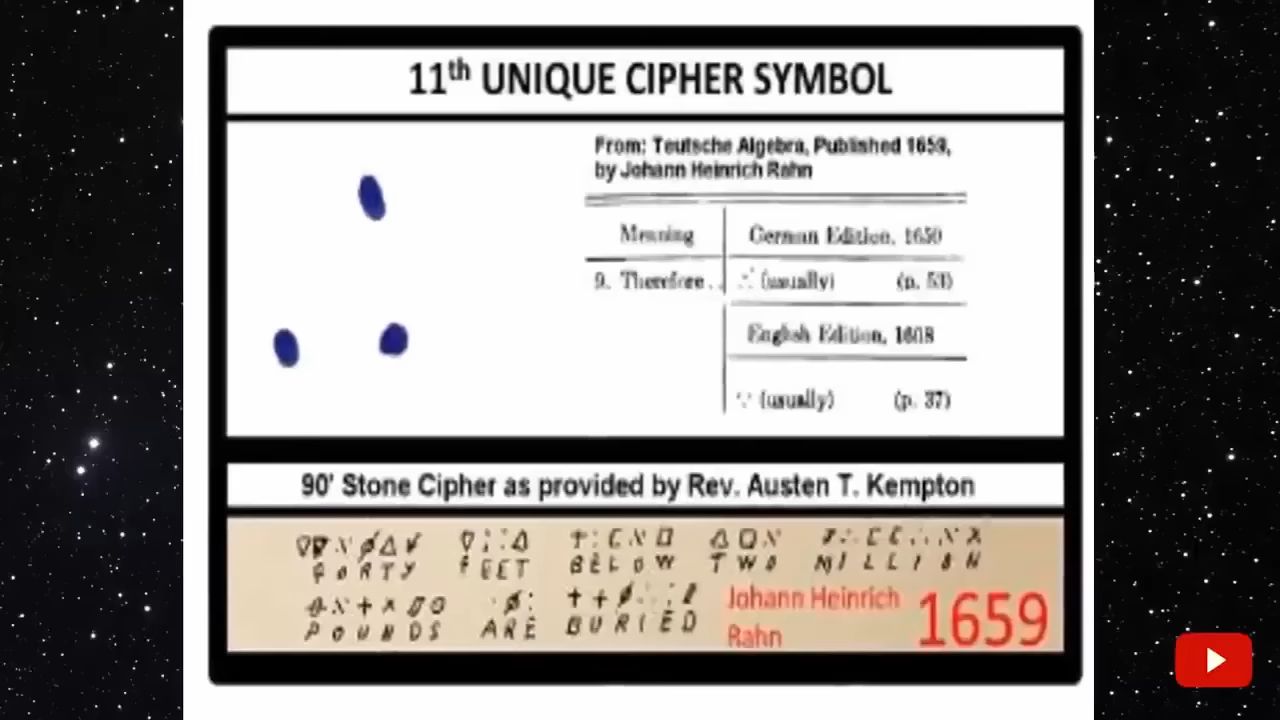 11th UNIQUE CIPHER SYMBOL
From: Teutsche Algebra, Published 1659,
by Johann Heinrich Rahn
Meaning
German Edition, 1659
9. Therefore . .
∴ (usually) (p. 53)
English Edition, 1668
∵ (usually) (p. 37)
90' Stone Cipher as provided by Rev. Austen T. Kempton
FORTY FEET BELOW TWO MILLION
POUNDS ARE BURIED
Johann Heinrich
Rahn
1659